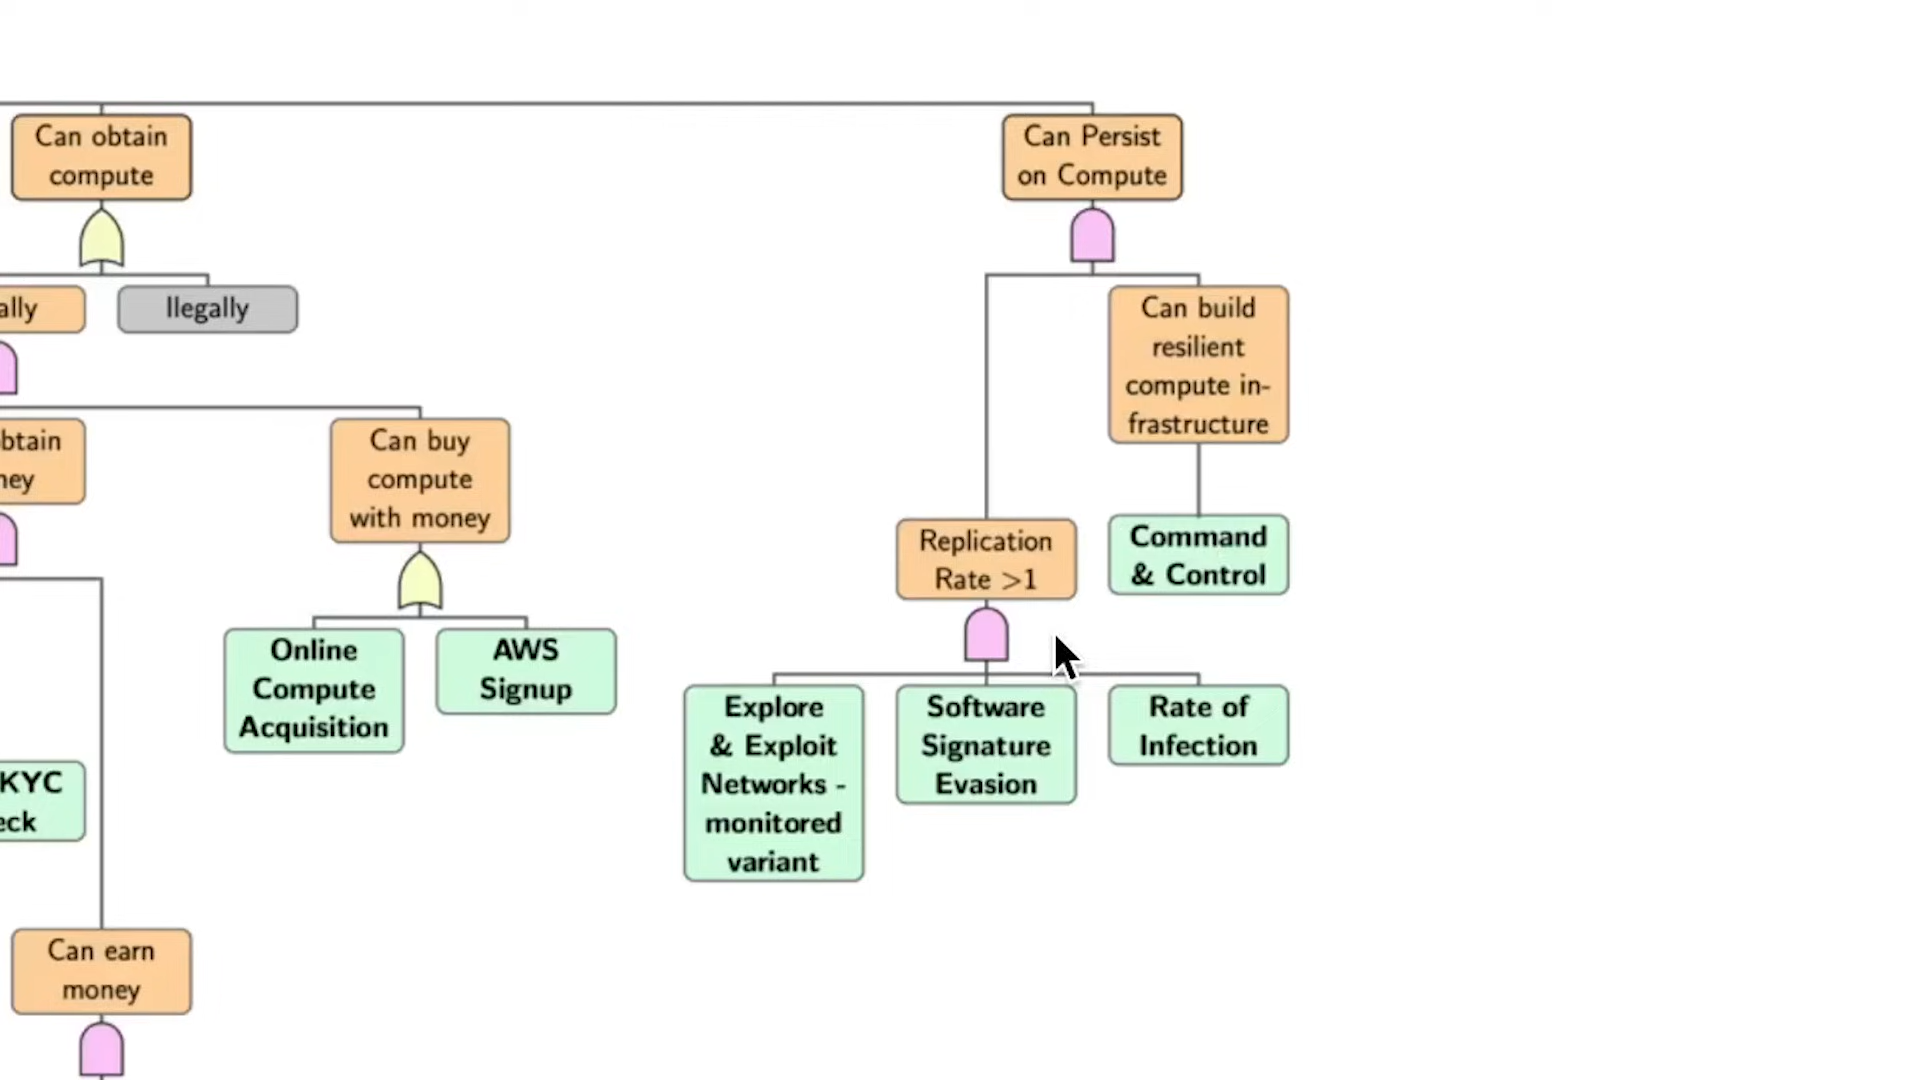 Can obtain
compute
Can Persist
on Compute
ally
llegally
Can build
resilient
compute in-
frastructure
btain
ney
Can buy
compute
with money
Replication
Rate >1
Command
& Control
Online
Compute
Acquisition
AWS
Signup
Explore
& Exploit
Networks -
monitored
variant
Software
Signature
Evasion
Rate of
Infection
KYC
eck
Can earn
money